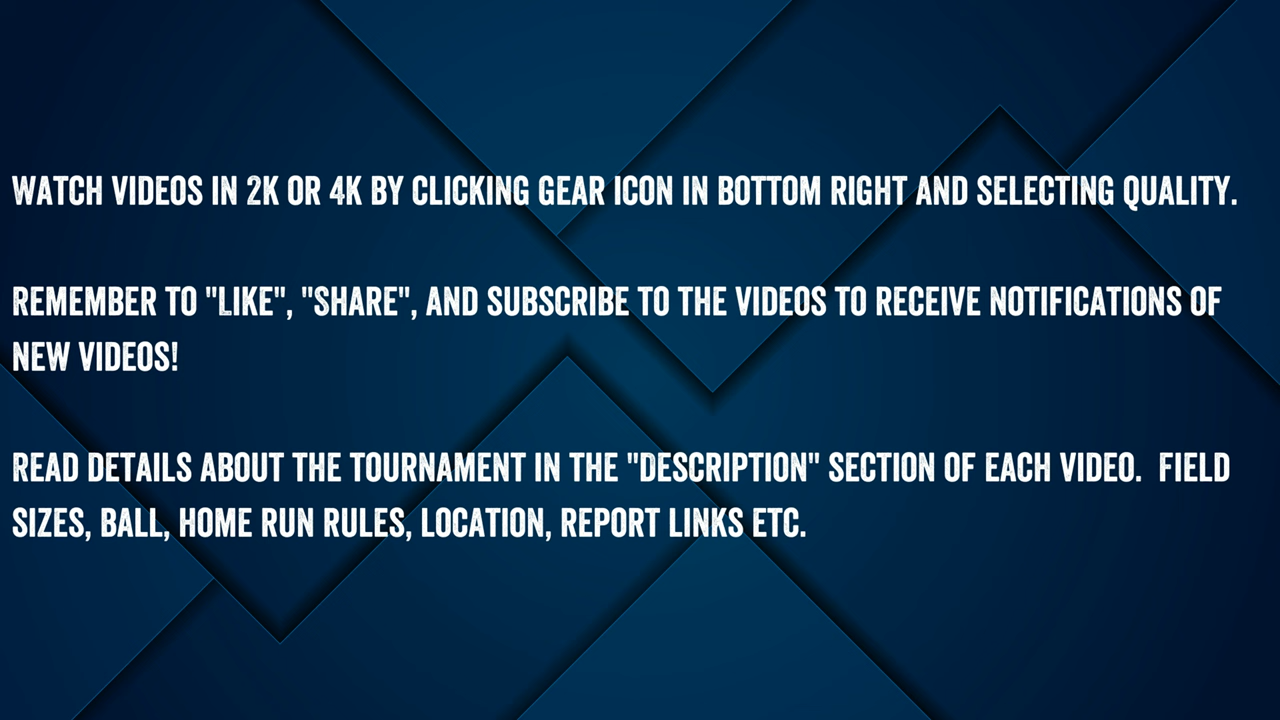 WATCH VIDEOS IN 2K OR 4K BY CLICKING GEAR ICON IN BOTTOM RIGHT AND SELECTING QUALITY.
REMEMBER TO "LIKE", "SHARE", AND SUBSCRIBE TO THE VIDEOS TO RECEIVE NOTIFICATIONS OF
NEW VIDEOS!
READ DETAILS ABOUT THE TOURNAMENT IN THE "DESCRIPTION" SECTION OF EACH VIDEO.  FIELD
SIZES, BALL, HOME RUN RULES, LOCATION, REPORT LINKS ETC.